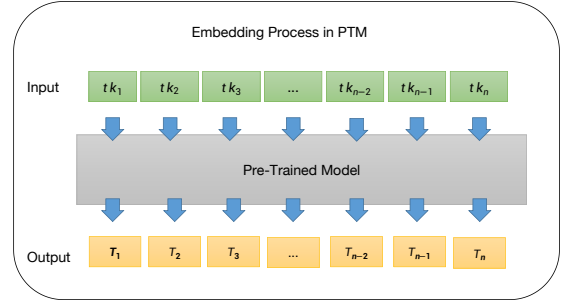 Embedding Process in PTM
Input tk₁ tk₂ tk₃ ... tkₙ₋₂ tkₙ₋₁ tkₙ
Pre-Trained Model
Output T₁ T₂ T₃ ... Tₙ₋₂ Tₙ₋₁ Tₙ